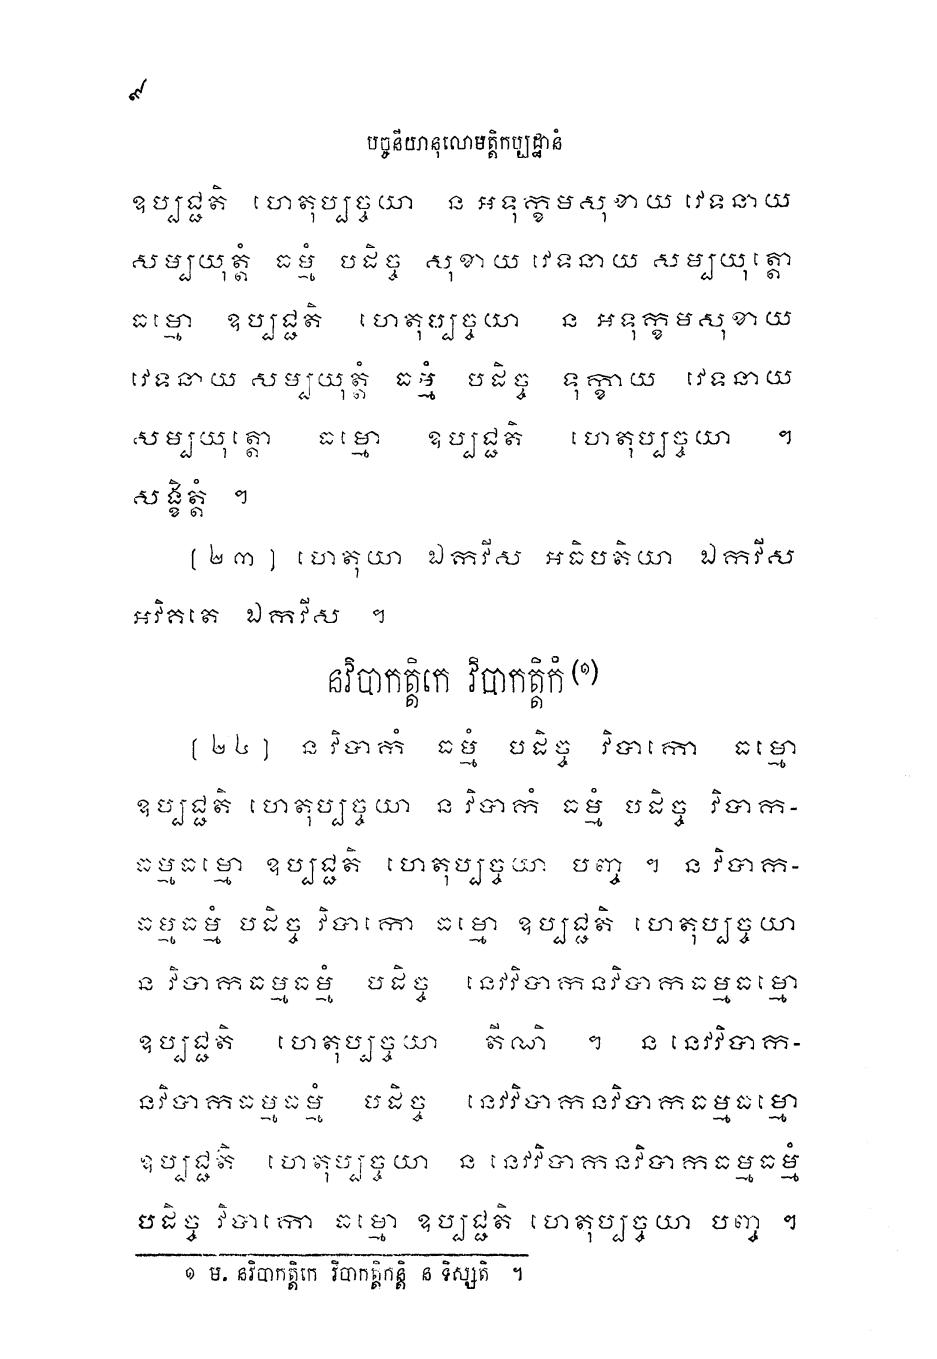 ៩
បច្ចនីយានុលោមត្តិកប្បដ្ឋានំ
ឧប្បជ្ជតិ ហេតុប្បច្ចយា ន អទុក្ខមសុខាយ វេទនាយ
សម្បយុត្តំ ធម្មំ បដិច្ច សុខាយ វេទនាយ សម្បយុត្តោ
ធម្មោ ឧប្បជ្ជតិ ហេតុប្បច្ចយា ន អទុក្ខមសុខាយ
វេទនាយ សម្បយុត្តំ ធម្មំ បដិច្ច ទុក្ខាយ វេទនាយ
សម្បយុត្តោ ធម្មោ ឧប្បជ្ជតិ ហេតុប្បច្ចយា ។
សង្ខិត្តំ ។
(២៣) ហេតុយា ឯកវីស អធិបតិយា ឯកវីស
អវិគតេ ឯកវីស ។
នវិបាកត្តិកេ វិបាកត្តិកំ (១)
(២៤) ន វិបាកំ ធម្មំ បដិច្ច វិបាកោ ធម្មោ
ឧប្បជ្ជតិ ហេតុប្បច្ចយា ន វិបាកំ ធម្មំ បដិច្ច វិបាក-
ធម្មធម្មោ ឧប្បជ្ជតិ ហេតុប្បច្ចយា បញ្ច ។ ន វិបាក-
ធម្មធម្មំ បដិច្ច វិបាកោ ធម្មោ ឧប្បជ្ជតិ ហេតុប្បច្ចយា
ន វិបាកធម្មធម្មំ បដិច្ច នេវវិបាកនវិបាកធម្មធម្មោ
ឧប្បជ្ជតិ ហេតុប្បច្ចយា តីណិ ។ ន នេវវិបាក-
នវិបាកធម្មធម្មំ បដិច្ច នេវវិបាកនវិបាកធម្មធម្មោ
ឧប្បជ្ជតិ ហេតុប្បច្ចយា ន នេវវិបាកនវិបាកធម្មធម្មំ
បដិច្ច វិបាកោ ធម្មោ ឧប្បជ្ជតិ ហេតុប្បច្ចយា បញ្ច ។
១ ម. នវិបាកត្តិកេ វិបាកត្តិកន្តិ ន ទិស្សតិ ។